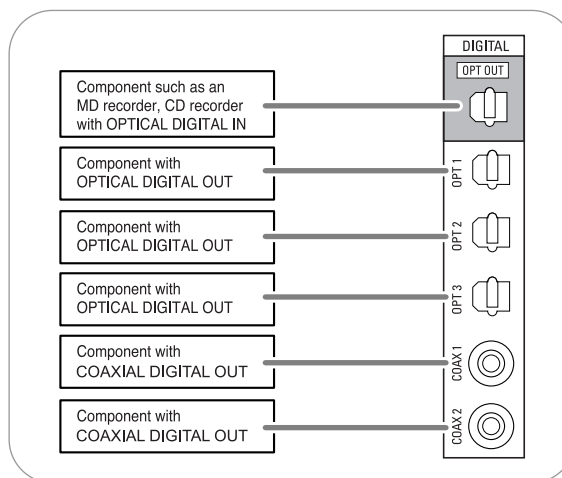 DIGITAL
OPT OUT
Component such as an
MD recorder, CD recorder
with OPTICAL DIGITAL IN
Component with
OPTICAL DIGITAL OUT
OPT 1
Component with
OPTICAL DIGITAL OUT
OPT 2
Component with
OPTICAL DIGITAL OUT
OPT 3
Component with
COAXIAL DIGITAL OUT
COAX 1
Component with
COAXIAL DIGITAL OUT
COAX 2